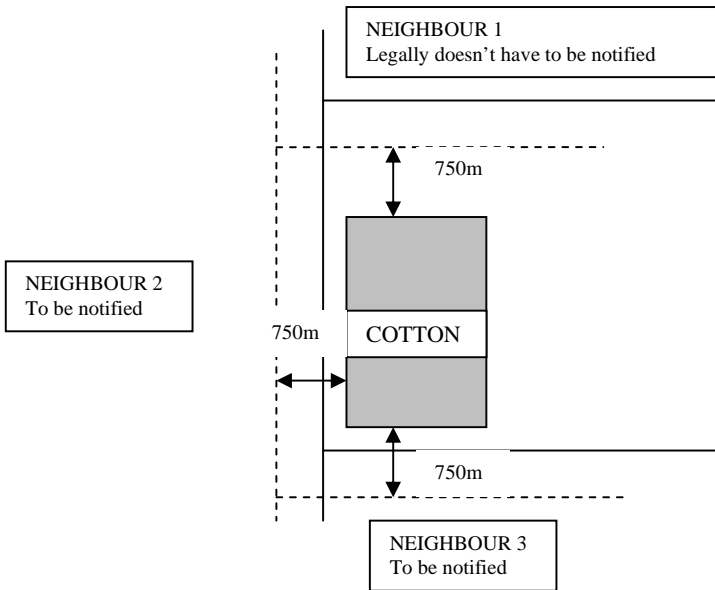 NEIGHBOUR 1
Legally doesn't have to be notified
750m
NEIGHBOUR 2
To be notified
750m
COTTON
750m
NEIGHBOUR 3
To be notified